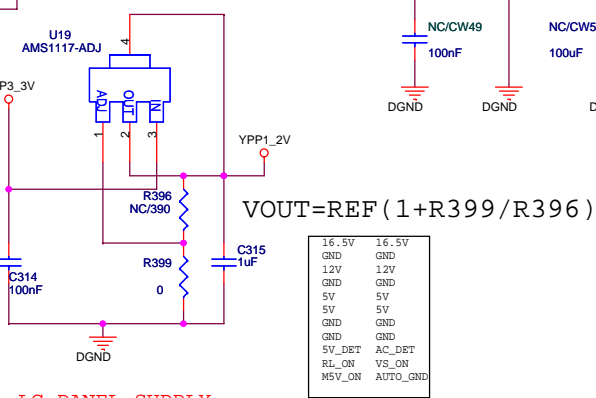 U19
AMS1117-ADJ
4
ADJ
OUT
IN
1
2
3
P3_3V
YPP1_2V
R396
NC/390
R399
0
C315
1uF
C314
100nF
DGND
NC/CW49
100nF
DGND
DGND
NC/CW5
100uF
D
VOUT=REF(1+R399/R396)
16.5V 16.5V
GND GND
12V 12V
GND GND
5V 5V
5V 5V
GND GND
GND GND
5V_DET AC_DET
RL_ON VS_ON
M5V_ON AUTO_GND
LC PANEL SUPPLY